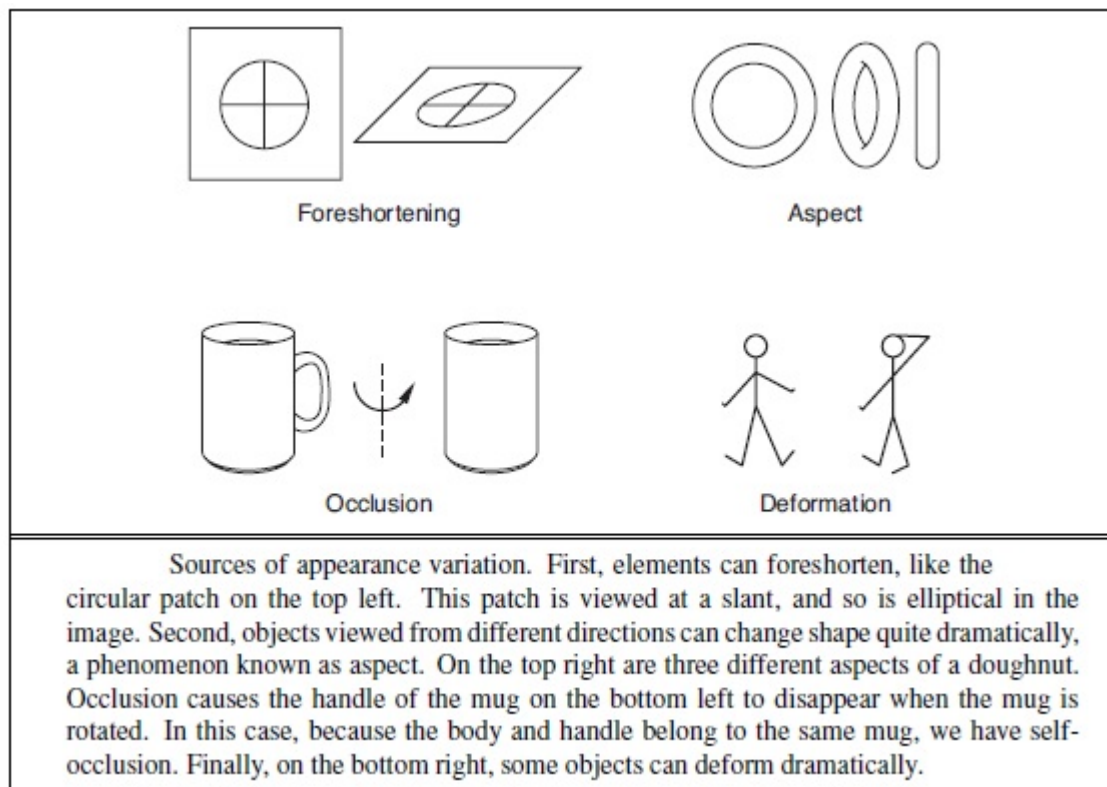 Foreshortening
Aspect
Occlusion
Deformation
Sources of appearance variation. First, elements can foreshorten, like the
circular patch on the top left. This patch is viewed at a slant, and so is elliptical in the
image. Second, objects viewed from different directions can change shape quite dramatically,
a phenomenon known as aspect. On the top right are three different aspects of a doughnut.
Occlusion causes the handle of the mug on the bottom left to disappear when the mug is
rotated. In this case, because the body and handle belong to the same mug, we have self-
occlusion. Finally, on the bottom right, some objects can deform dramatically.